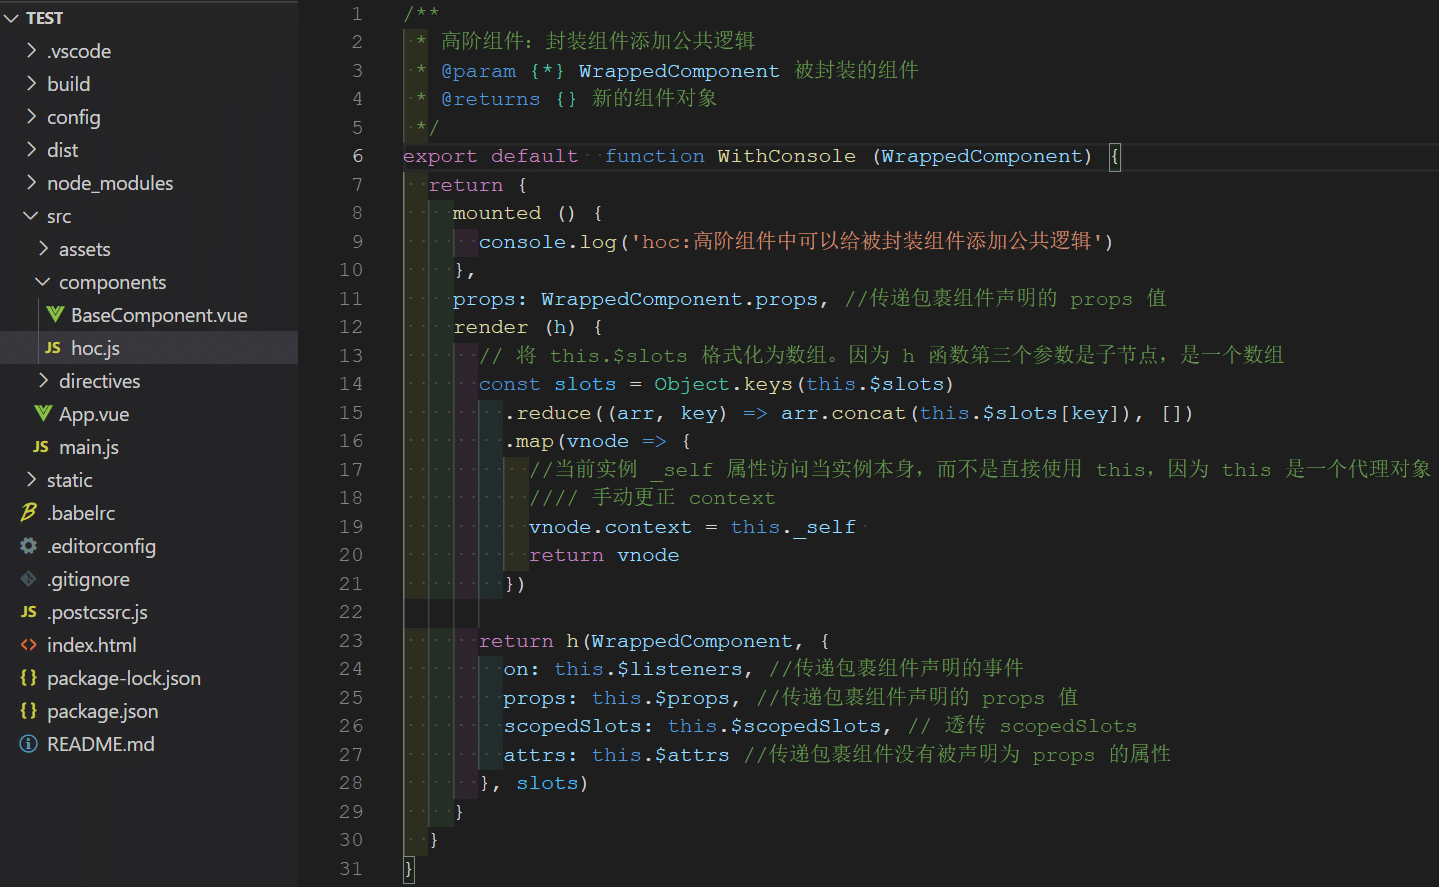 TEST
.vscode
build
config
dist
node_modules
src
assets
components
BaseComponent.vue
JS hoc.js
directives
App.vue
JS main.js
static
.babelrc
.editorconfig
.gitignore
JS .postcssrc.js
<> index.html
{} package-lock.json
{} package.json
README.md
1 /**
2 * 高阶组件：封装组件添加公共逻辑
3 * @param {*} WrappedComponent 被封装的组件
4 * @returns {} 新的组件对象
5 */
6 export default function WithConsole (WrappedComponent) {
7 return {
8 mounted () {
9 console.log('hoc:高阶组件中可以给被封装组件添加公共逻辑')
10 },
11 props: WrappedComponent.props, //传递包裹组件声明的 props 值
12 render (h) {
13 // 将 this.$slots 格式化为数组。因为 h 函数第三个参数是子节点，是一个数组
14 const slots = Object.keys(this.$slots)
15 .reduce((arr, key) => arr.concat(this.$slots[key]), [])
16 .map(vnode => {
17 //当前实例 _self 属性访问当实例本身，而不是直接使用 this，因为 this 是一个代理对象
18 //// 手动更正 context
19 vnode.context = this._self
20 return vnode
21 })
22
23 return h(WrappedComponent, {
24 on: this.$listeners, //传递包裹组件声明的事件
25 props: this.$props, //传递包裹组件声明的 props 值
26 scopedSlots: this.$scopedSlots, // 透传 scopedSlots
27 attrs: this.$attrs //传递包裹组件没有被声明为 props 的属性
28 }, slots)
29 }
30 }
31 }